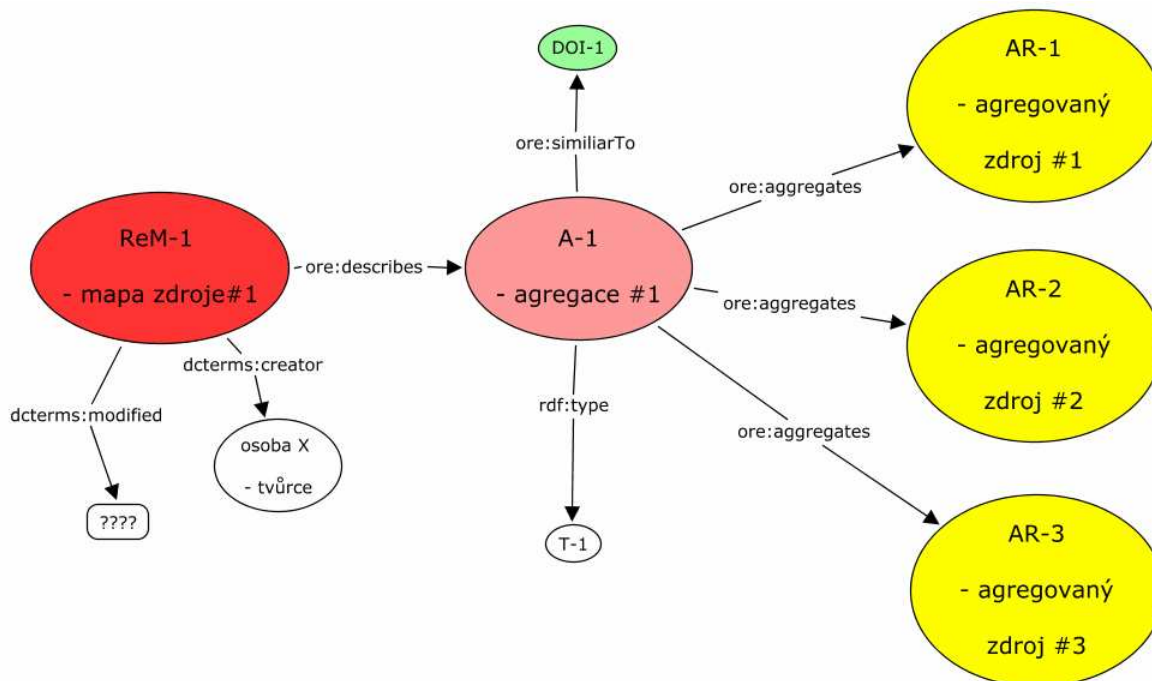 DOI-1
ore:similiarTo
AR-1
- agregovaný
zdroj #1
ore:aggregates
ReM-1
- mapa zdroje#1
ore:describes
A-1
- agregace #1
ore:aggregates
AR-2
- agregovaný
zdroj #2
dcterms:creator
dcterms:modified
rdf:type
ore:aggregates
osoba X
- tvůrce
????
T-1
AR-3
- agregovaný
zdroj #3